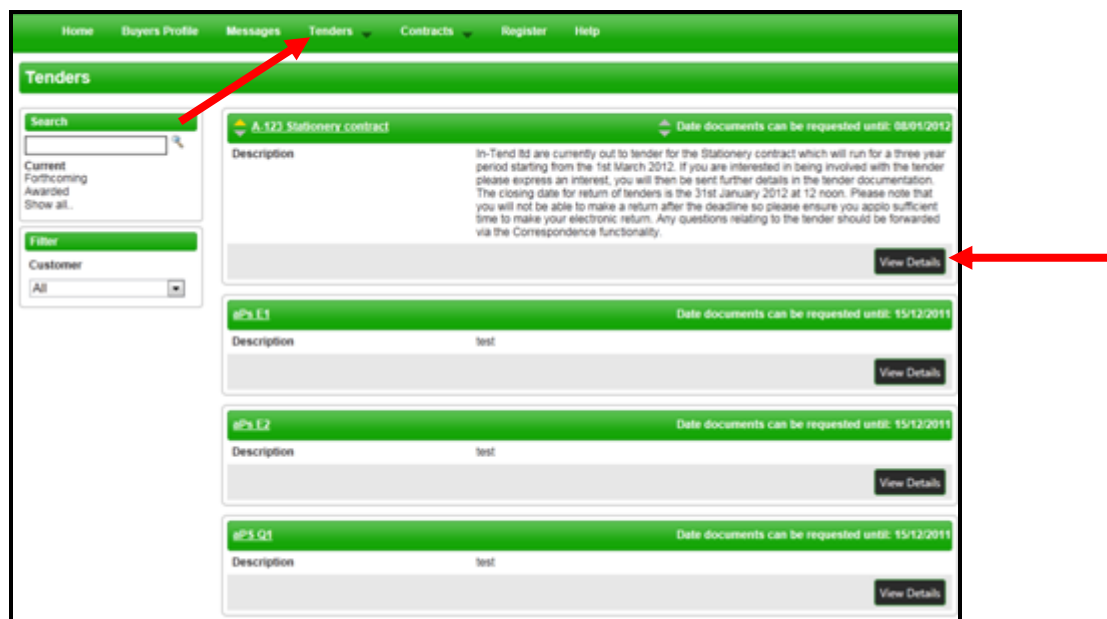 Home Buyers Profile Messages Tenders Contracts Register Help
Tenders
Search
Current
Forthcoming
Awarded
Show all..
Filter
Customer
All
A-123 Stationery contract Date documents can be requested until: 08/01/2012
Description In-Tend ltd are currently out to tender for the Stationery contract which will run for a three year
period starting from the 1st March 2012. If you are interested in being involved with the tender
please express an interest, you will then be sent further details in the tender documentation.
The closing date for return of tenders is the 31st January 2012 at 12 noon. Please note that
you will not be able to make a return after the deadline so please ensure you applo sufficient
time to make your electronic return. Any questions relating to the tender should be forwarded
via the Correspondence functionality.
View Details
aPs E1 Date documents can be requested until: 15/12/2011
Description test
View Details
aPs E2 Date documents can be requested until: 15/12/2011
Description test
View Details
aPS Q1 Date documents can be requested until: 15/12/2011
Description test
View Details